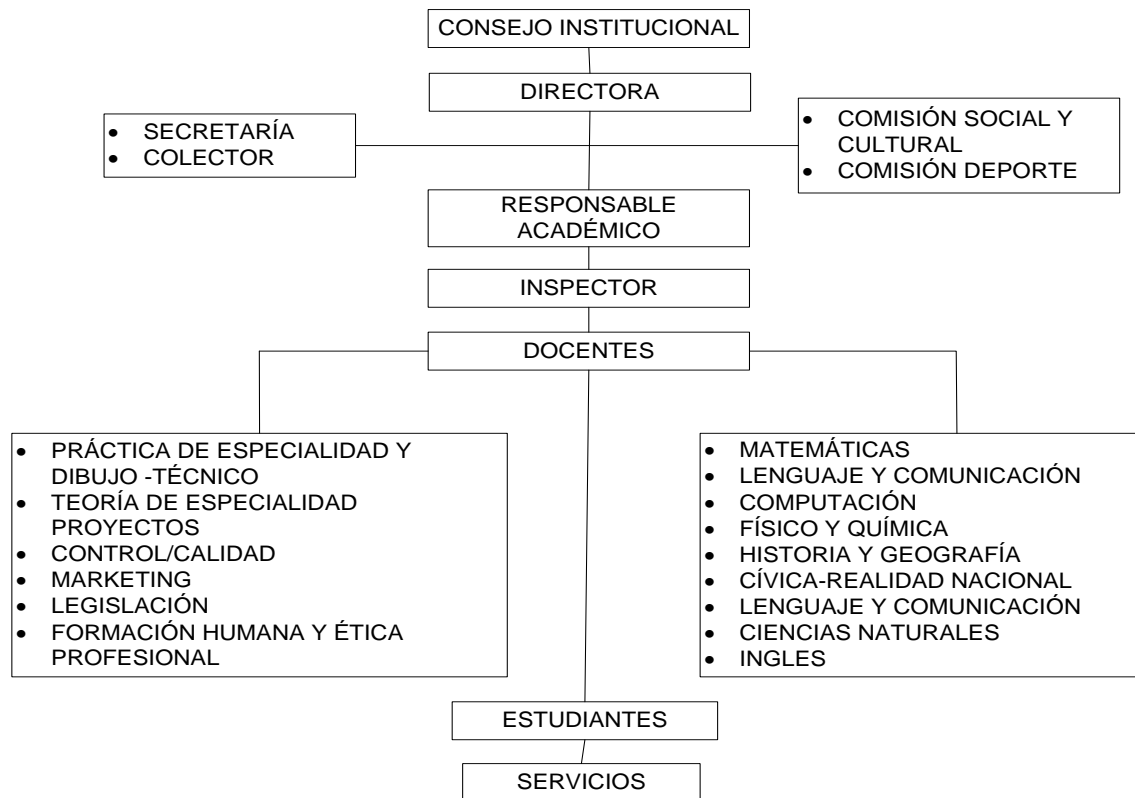 CONSEJO INSTITUCIONAL
DIRECTORA
• SECRETARÍA
• COLECTOR
• COMISIÓN SOCIAL Y
CULTURAL
• COMISIÓN DEPORTE
RESPONSABLE
ACADÉMICO
INSPECTOR
DOCENTES
• PRÁCTICA DE ESPECIALIDAD Y
DIBUJO -TÉCNICO
• TEORÍA DE ESPECIALIDAD
PROYECTOS
• CONTROL/CALIDAD
• MARKETING
• LEGISLACIÓN
• FORMACIÓN HUMANA Y ÉTICA
PROFESIONAL
• MATEMÁTICAS
• LENGUAJE Y COMUNICACIÓN
• COMPUTACIÓN
• FÍSICO Y QUÍMICA
• HISTORIA Y GEOGRAFÍA
• CÍVICA-REALIDAD NACIONAL
• LENGUAJE Y COMUNICACIÓN
• CIENCIAS NATURALES
• INGLES
ESTUDIANTES
SERVICIOS